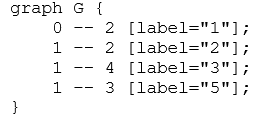 graph G {
    0 -- 2 [label="1"];
    1 -- 2 [label="2"];
    1 -- 4 [label="3"];
    1 -- 3 [label="5"];
}